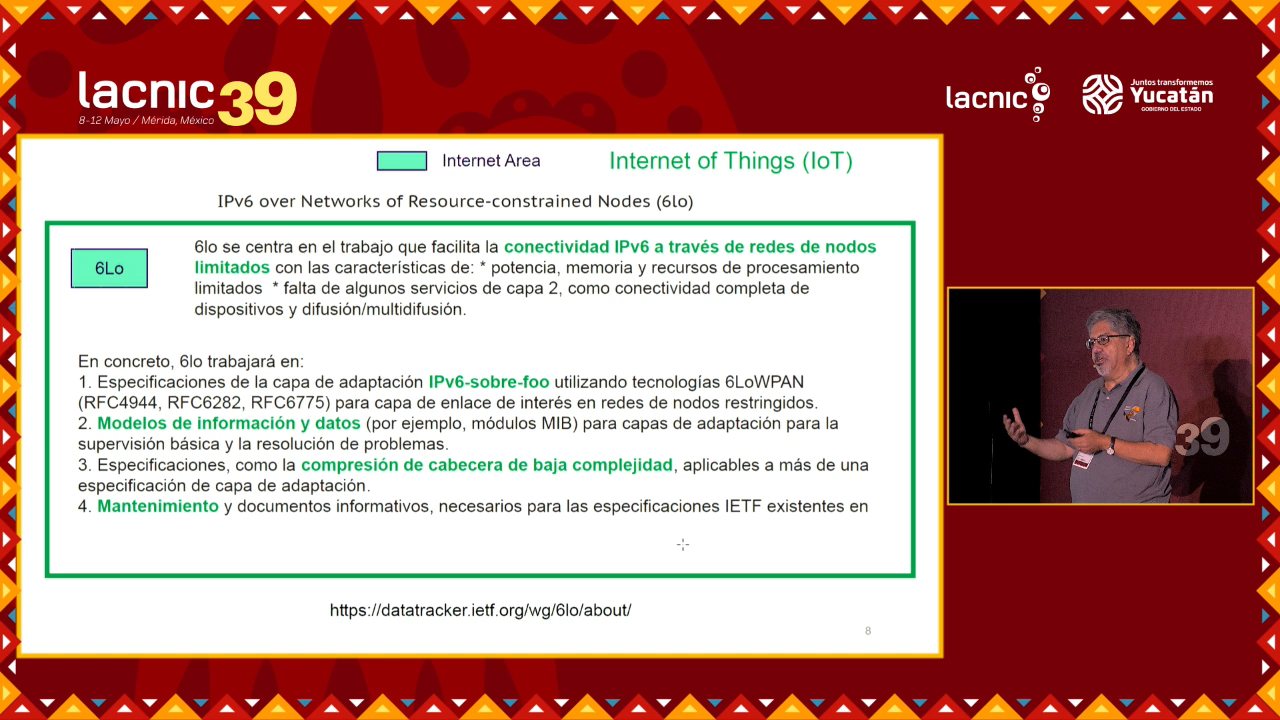 lacnic 39
8-12 Mayo / Mérida, México
lacnic
Juntos transformemos
Yucatán
GOBIERNO DEL ESTADO
Internet Area
Internet of Things (IoT)
IPv6 over Networks of Resource-constrained Nodes (6lo)
6Lo
6lo se centra en el trabajo que facilita la conectividad IPv6 a través de redes de nodos
limitados con las características de: * potencia, memoria y recursos de procesamiento
limitados * falta de algunos servicios de capa 2, como conectividad completa de
dispositivos y difusión/multidifusión.
En concreto, 6lo trabajará en:
1. Especificaciones de la capa de adaptación IPv6-sobre-foo utilizando tecnologías 6LoWPAN
(RFC4944, RFC6282, RFC6775) para capa de enlace de interés en redes de nodos restringidos.
2. Modelos de información y datos (por ejemplo, módulos MIB) para capas de adaptación para la
supervisión básica y la resolución de problemas.
3. Especificaciones, como la compresión de cabecera de baja complejidad, aplicables a más de una
especificación de capa de adaptación.
4. Mantenimiento y documentos informativos, necesarios para las especificaciones IETF existentes en
https://datatracker.ietf.org/wg/6lo/about/
8
39